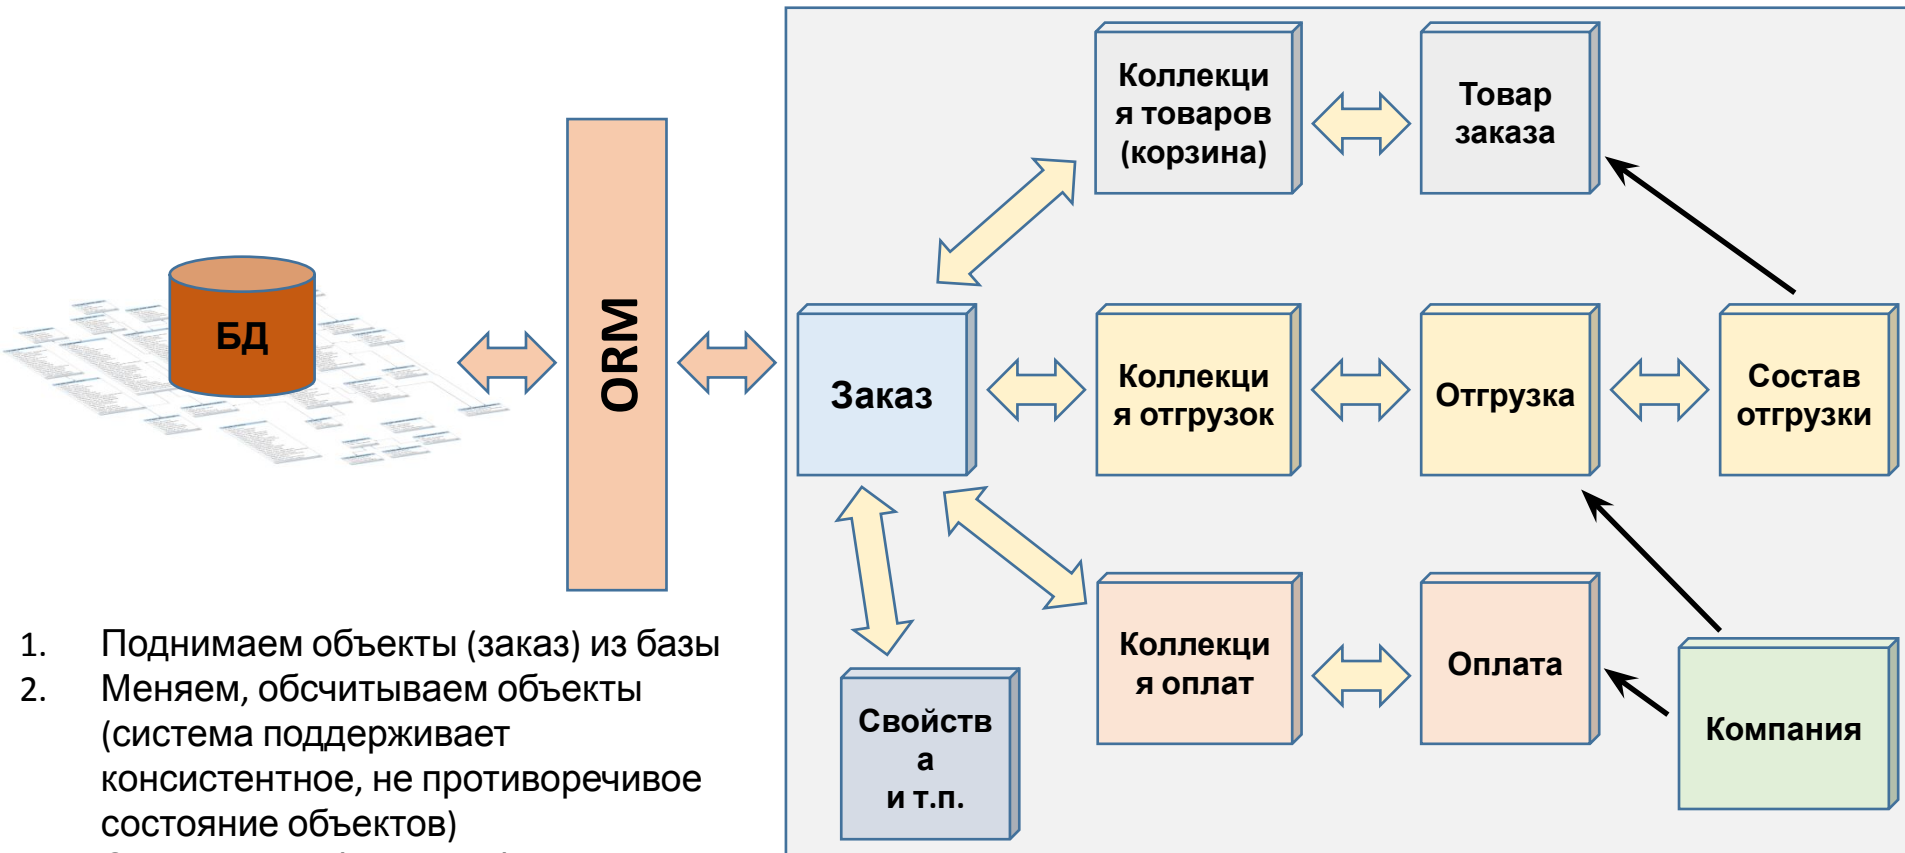 Коллекци
я товаров
(корзина)
Товар
заказа
БД
ORM
Заказ
Коллекци
я отгрузок
Отгрузка
Состав
отгрузки
Коллекци
я оплат
Оплата
Свойств
а
и т.п.
Компания
1. Поднимаем объекты (заказ) из базы
2. Меняем, обсчитываем объекты
(система поддерживает
консистентное, не противоречивое
состояние объектов)